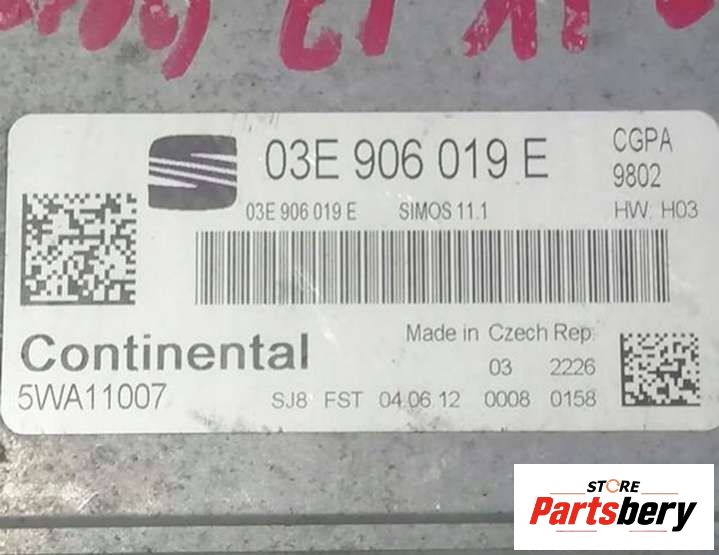 03E 906 019 E
CGPA
9802
03E 906 019 E SIMOS 11.1
HW: H03
Continental
Made in Czech Rep.
03 2226
5WA11007
SJ8 FST 04.06.12 0008 0158
STORE
Partsbery